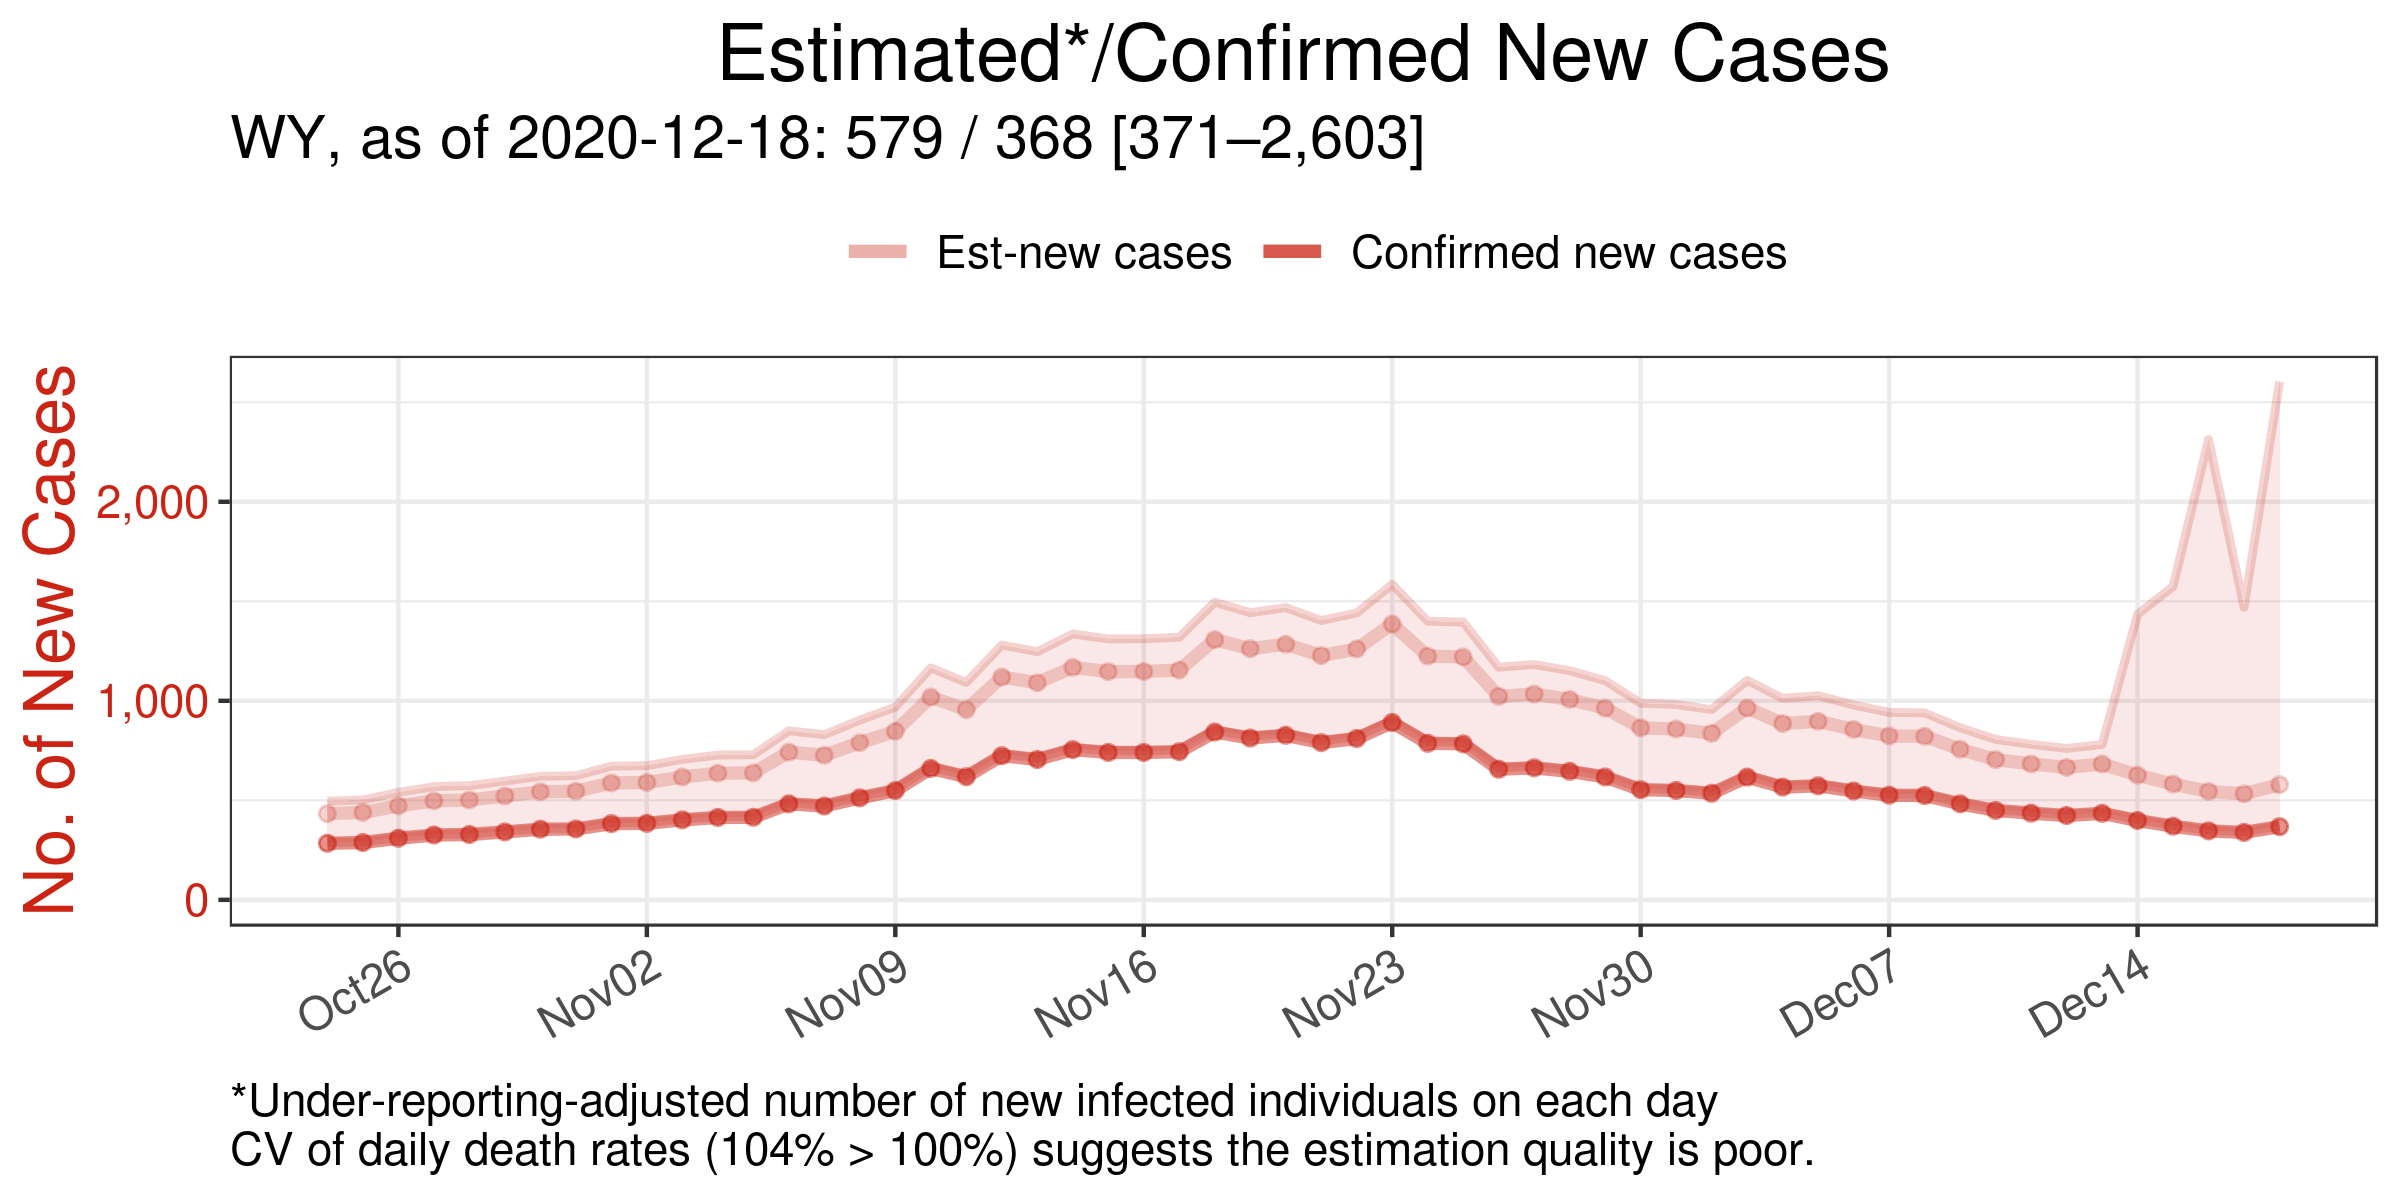 Estimated*/Confirmed New Cases
WY, as of 2020-12-18: 579 / 368 [371–2,603]
Est-new cases
Confirmed new cases
No. of New Cases
2,000
1,000
0
Oct26
Nov02
Nov09
Nov16
Nov23
Nov30
Dec07
Dec14
*Under-reporting-adjusted number of new infected individuals on each day
CV of daily death rates (104% > 100%) suggests the estimation quality is poor.